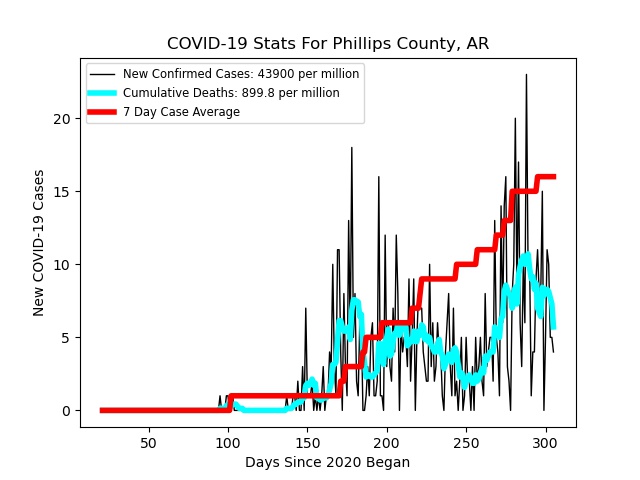 COVID-19 Stats For Phillips County, AR
New Confirmed Cases: 43900 per million
Cumulative Deaths: 899.8 per million
7 Day Case Average
New COVID-19 Cases
20
15
10
5
0
50
100
150
200
250
300
Days Since 2020 Began